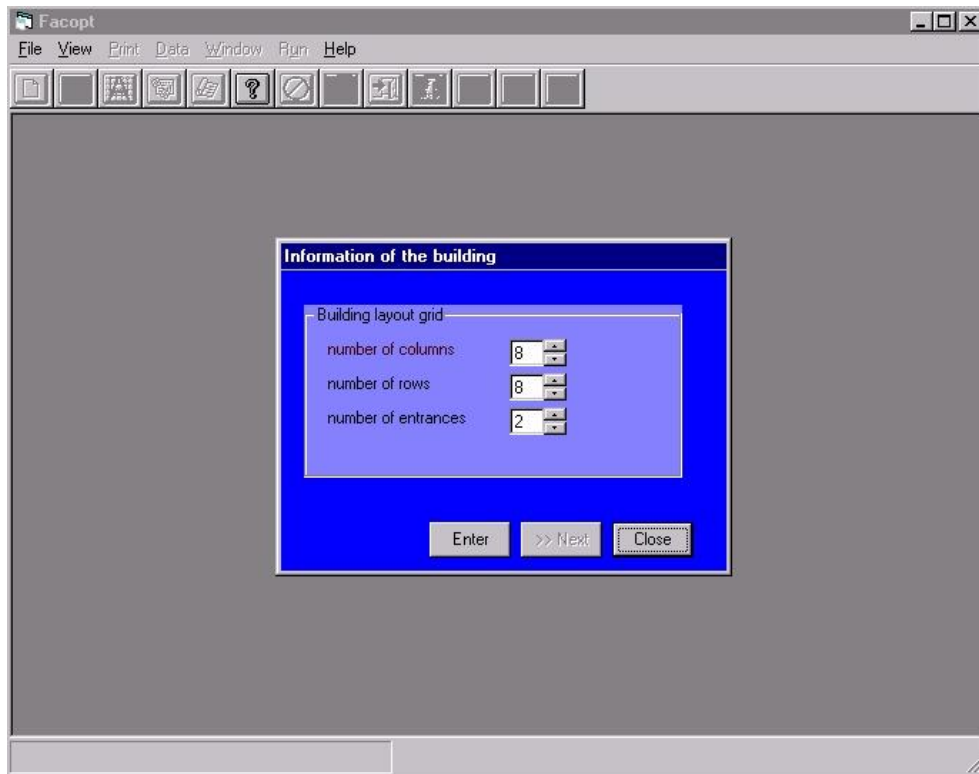 Facopt
File View Print Data Window Run Help
Information of the building
Building layout grid
number of columns 8
number of rows 8
number of entrances 2
Enter >> Next Close